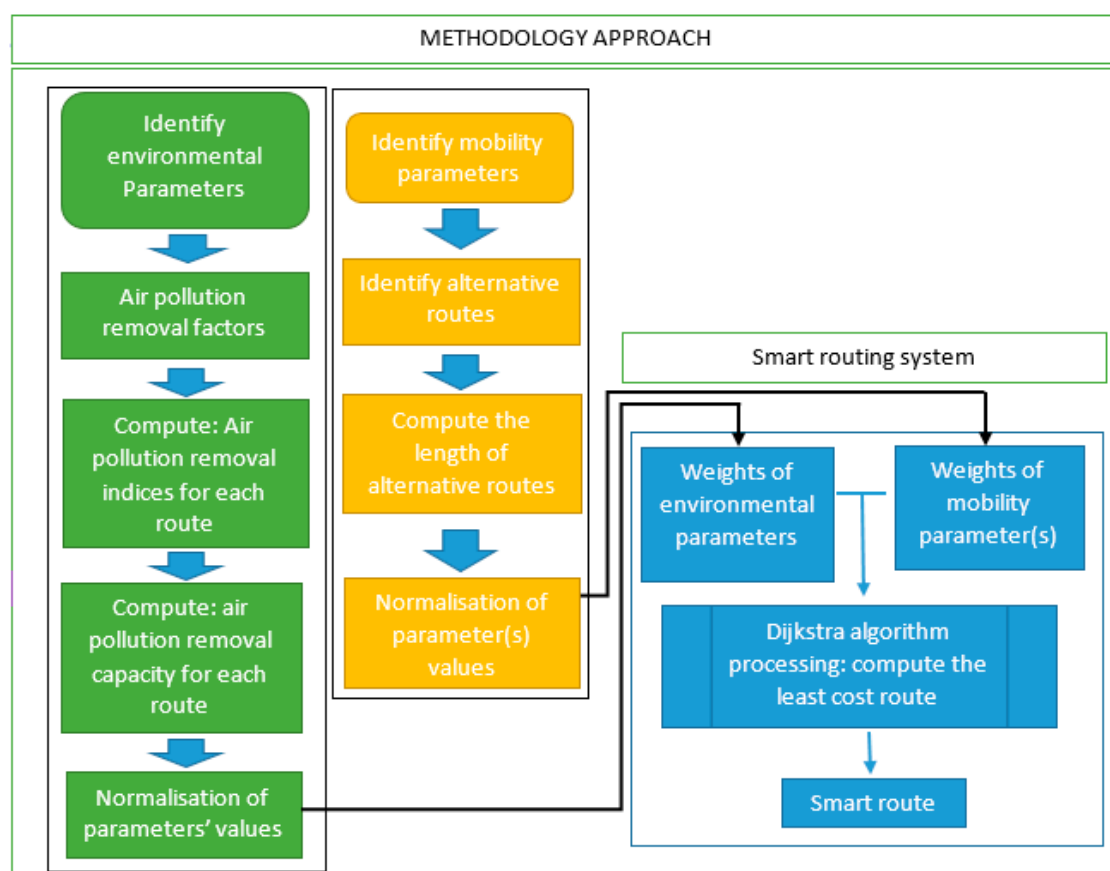 METHODOLOGY APPROACH
Identify
environmental
Parameters
Air pollution
removal factors
Compute: Air
pollution removal
indices for each
route
Compute: air
pollution removal
capacity for each
route
Normalisation of
parameters' values
Identify mobility
parameters
Identify alternative
routes
Compute the
length of
alternative routes
Normalisation of
parameter(s)
values
Smart routing system
Weights of
environmental
parameters
Weights of
mobility
parameter(s)
Dijkstra algorithm
processing: compute the
least cost route
Smart route